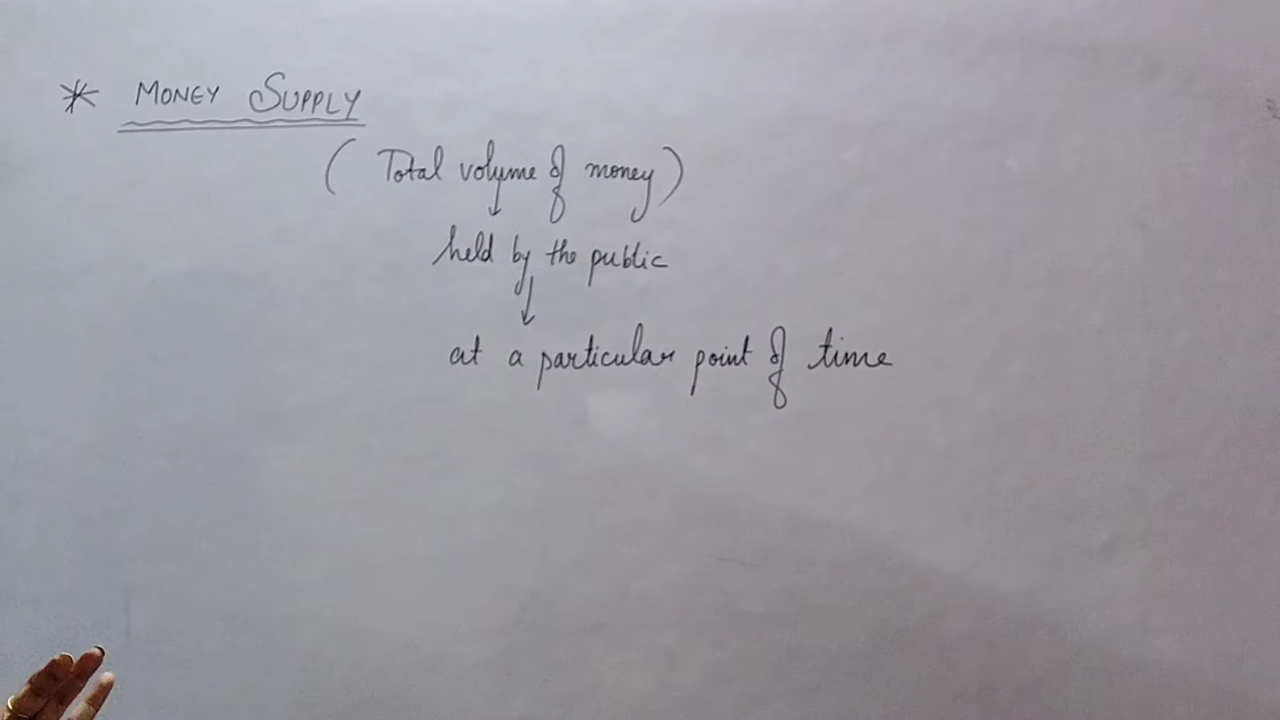 * MONEY SUPPLY
( Total volume of money )
↓
held by the public
↓
at a particular point of time